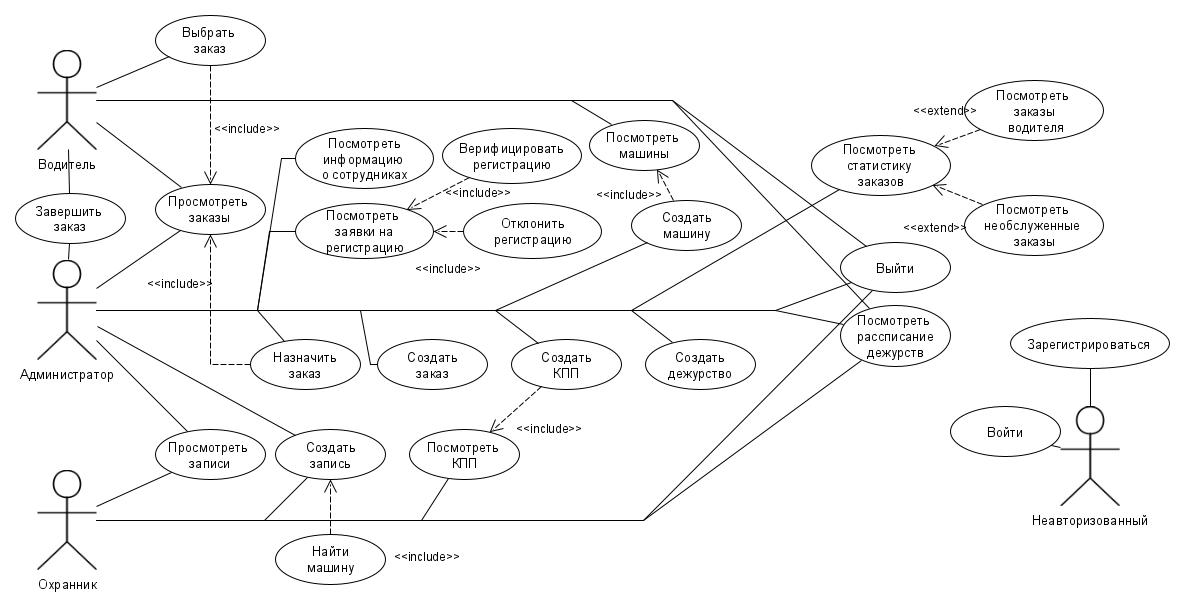 Выбрать
заказ
Водитель
<<include>>
Завершить
заказ
Просмотреть
заказы
Посмотреть
информацию
о сотрудниках
Верифицировать
регистрацию
<<include>>
Посмотреть
заявки на
регистрацию
Отклонить
регистрацию
<<include>>
Посмотреть
машины
<<include>>
Создать
машину
Посмотреть
заказы
водителя
<<extend>>
Посмотреть
статистику
заказов
Посмотреть
необслуженные
заказы
<<extend>>
Выйти
Посмотреть
рассписание
дежурств
<<include>>
Администратор
Назначить
заказ
Создать
заказ
Создать
КПП
Создать
дежурство
Зарегистрироваться
Войти
Неавторизованный
<<include>>
Просмотреть
записи
Создать
запись
Посмотреть
КПП
Охранник
Найти
машину
<<include>>